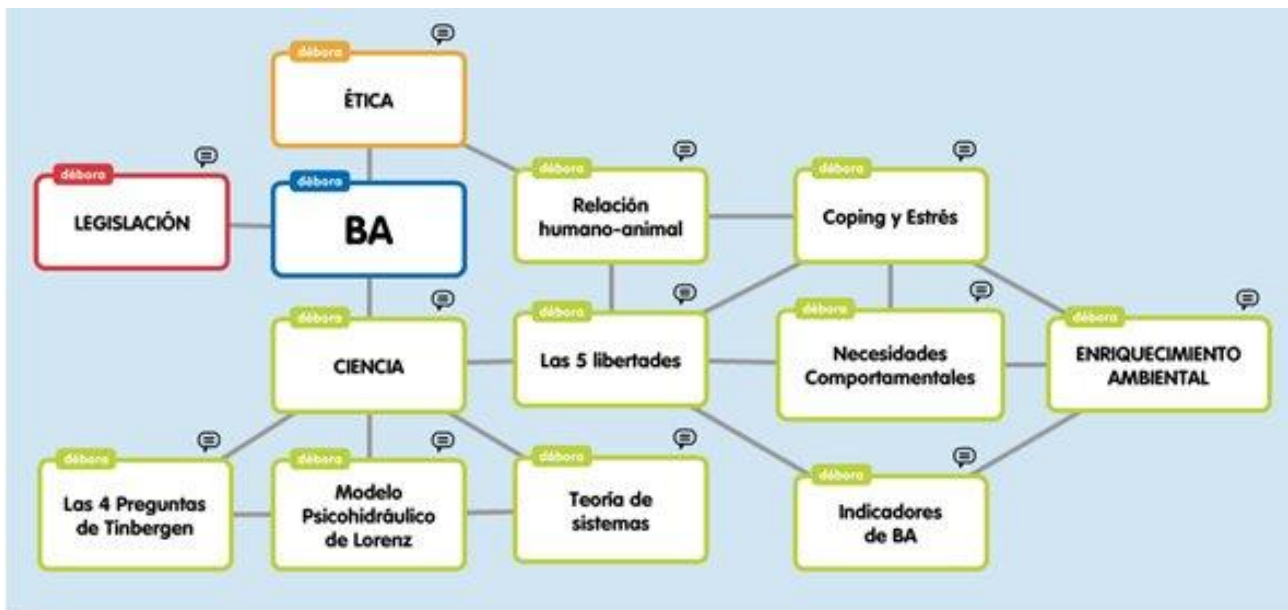 débora
ÉTICA
débora
LEGISLACIÓN
débora
BA
débora
Relación
humano-animal
débora
Coping y Estrés
débora
CIENCIA
débora
Las 5 libertades
débora
Necesidades
Comportamentales
débora
ENRIQUECIMIENTO
AMBIENTAL
débora
Las 4 Preguntas
de Tinbergen
débora
Modelo
Psicohidráulico
de Lorenz
débora
Teoría de
sistemas
débora
Indicadores
de BA